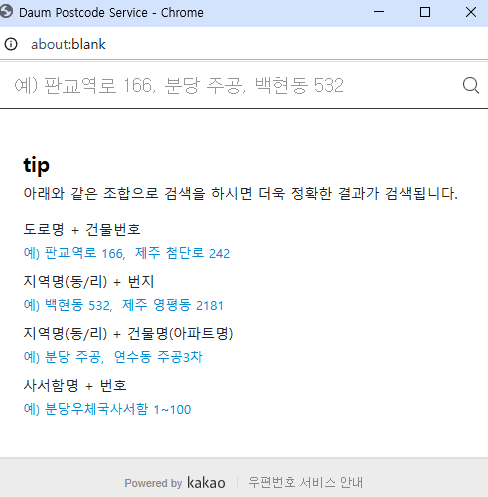 Daum Postcode Service - Chrome
about:blank
예) 판교역로 166, 분당 주공, 백현동 532
tip
아래와 같은 조합으로 검색을 하시면 더욱 정확한 결과가 검색됩니다.
도로명 + 건물번호
예) 판교역로 166, 제주 첨단로 242
지역명(동/리) + 번지
예) 백현동 532, 제주 영평동 2181
지역명(동/리) + 건물명(아파트명)
예) 분당 주공, 연수동 주공3차
사서함명 + 번호
예) 분당우체국사서함 1~100
Powered by kakao | 우편번호 서비스 안내